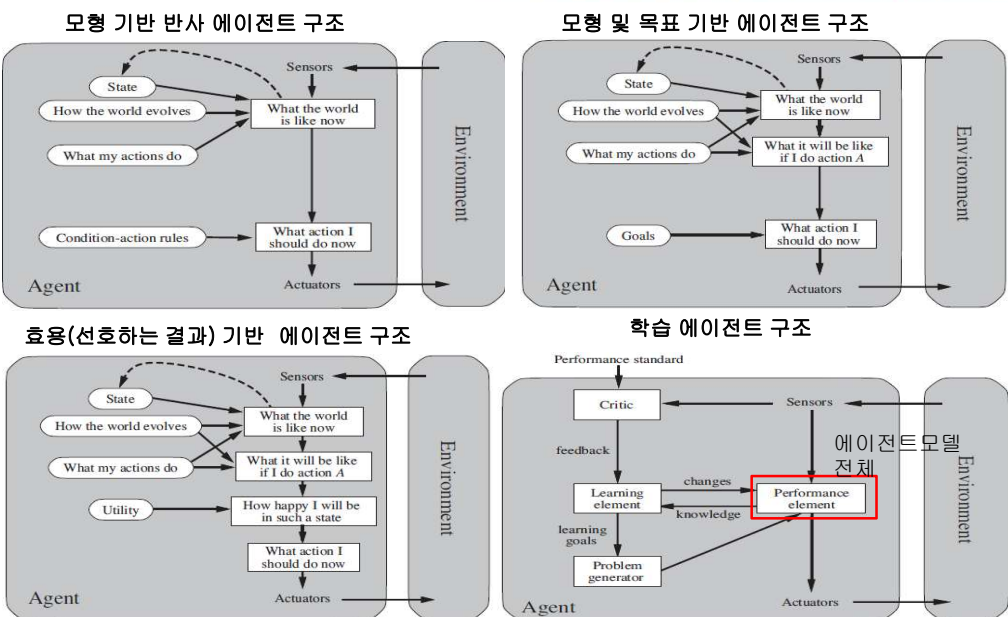 모형 기반 반사 에이전트 구조
Sensors
State
How the world evolves
What the world
is like now
What my actions do
Condition-action rules
What action I
should do now
Agent
Actuators
Environment
모형 및 목표 기반 에이전트 구조
Sensors
State
How the world evolves
What the world
is like now
What my actions do
What it will be like
if I do action A
Goals
What action I
should do now
Agent
Actuators
Environment
효용(선호하는 결과) 기반 에이전트 구조
Sensors
State
How the world evolves
What the world
is like now
What my actions do
What it will be like
if I do action A
Utility
How happy I will be
in such a state
What action I
should do now
Agent
Actuators
Environment
학습 에이전트 구조
Performance standard
Critic
Sensors
feedback
에이전트모델
전체
changes
Learning
element
Performance
element
knowledge
learning
goals
Problem
generator
Agent
Actuators
Environment